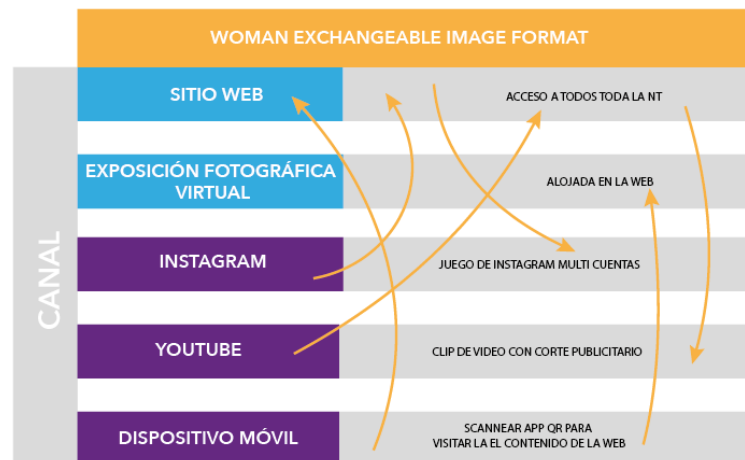 WOMAN EXCHANGEABLE IMAGE FORMAT
CANAL
SITIO WEB
ACCESO A TODOS TODA LA NT
EXPOSICIÓN FOTOGRÁFICA
VIRTUAL
ALOJADA EN LA WEB
INSTAGRAM
JUEGO DE INSTAGRAM MULTI CUENTAS
YOUTUBE
CLIP DE VIDEO CON CORTE PUBLICITARIO
DISPOSITIVO MÓVIL
SCANNEAR APP QR PARA
VISITAR LA EL CONTENIDO DE LA WEB